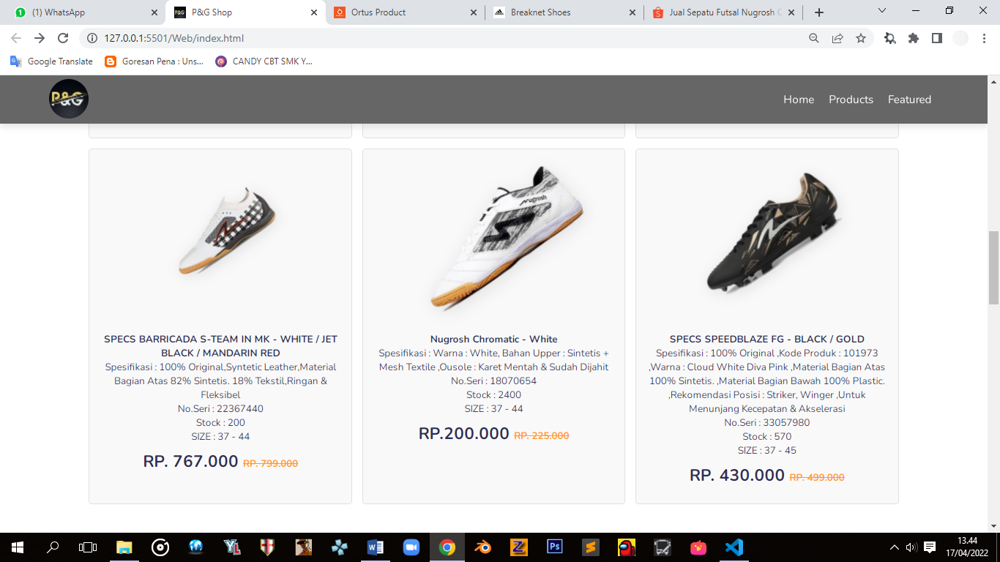 (1) WhatsApp
P&G Shop
Ortus Product
Breaknet Shoes
Jual Sepatu Futsal Nugrosh C
127.0.0.1:5501/Web/index.html
Google Translate
Goresan Pena : Uns...
CANDY CBT SMK Y...
P&G
Home
Products
Featured
Nugrosh
SPECS BARRICADA S-TEAM IN MK - WHITE / JET
BLACK / MANDARIN RED
Spesifikasi : 100% Original,Syntetic Leather,Material
Bagian Atas 82% Sintetis. 18% Tekstil,Ringan &
Fleksibel
No.Seri : 22367440
Stock : 200
SIZE : 37 - 44
RP. 767.000 RP. 799.000
Nugrosh Chromatic - White
Spesifikasi : Warna : White, Bahan Upper : Sintetis +
Mesh Textile ,Ousole : Karet Mentah & Sudah Dijahit
No.Seri : 18070654
Stock : 2400
SIZE : 37 - 44
RP.200.000 RP. 225.000
SPECS SPEEDBLAZE FG - BLACK / GOLD
Spesifikasi : 100% Original ,Kode Produk : 101973
,Warna : Cloud White Diva Pink ,Material Bagian Atas
100% Sintetis. ,Material Bagian Bawah 100% Plastic.
,Rekomendasi Posisi : Striker, Winger ,Untuk
Menunjang Kecepatan & Akselerasi
No.Seri : 33057980
Stock : 570
SIZE : 37 - 45
RP. 430.000 RP. 499.000
13.44
17/04/2022